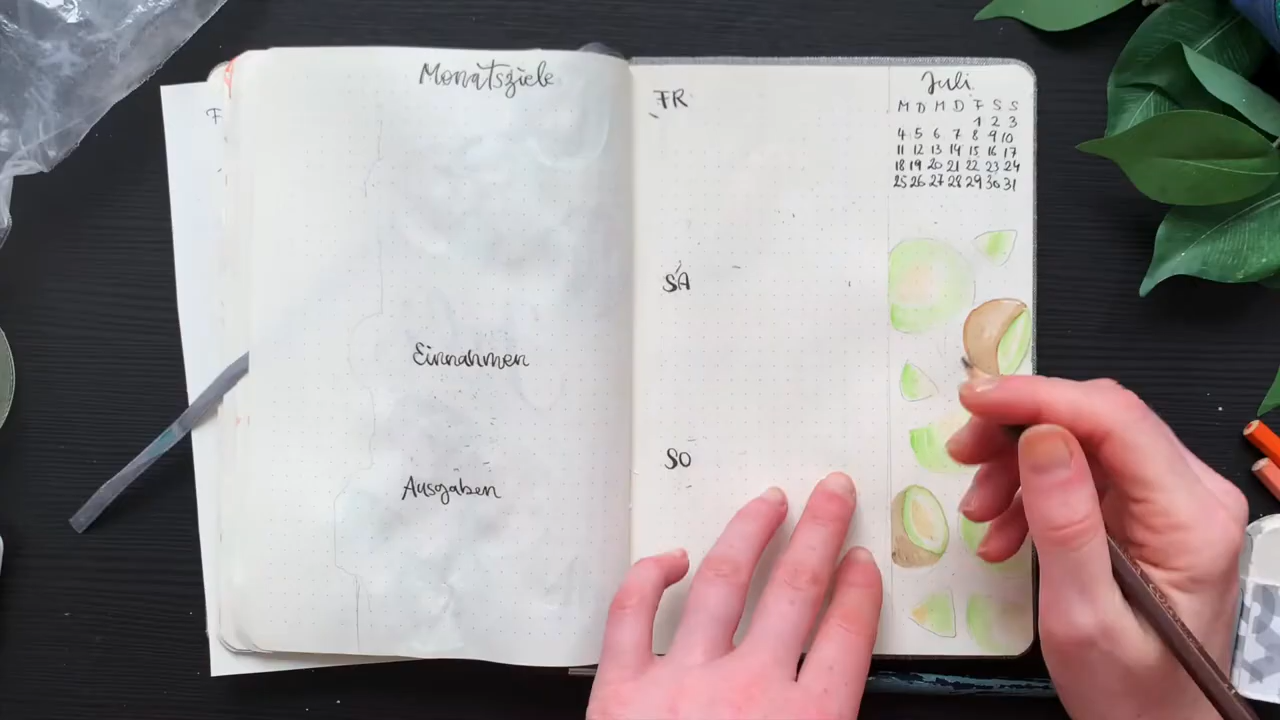 F
Monatsziele
Einnahmen
Ausgaben
FR
SA
SO
Juli
M D M D F S S
1 2 3
4 5 6 7 8 9 10
11 12 13 14 15 16 17
18 19 20 21 22 23 24
25 26 27 28 29 30 31